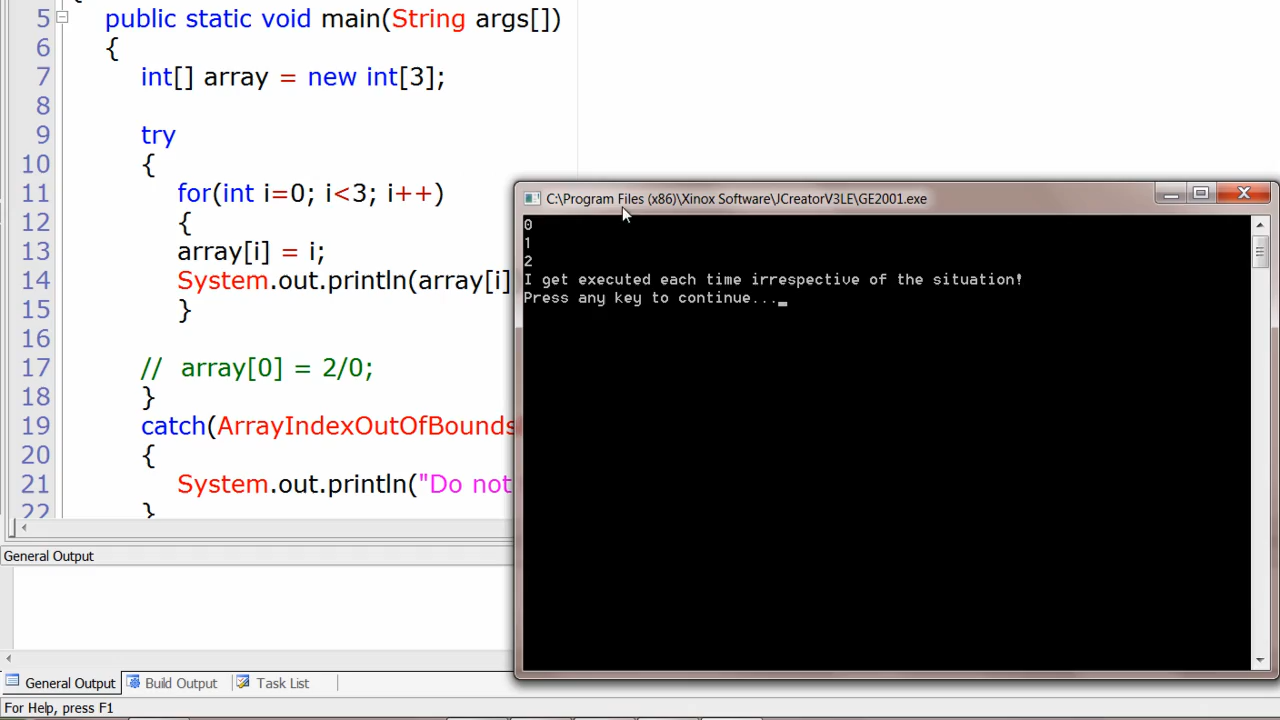 5 public static void main(String args[])
6 {
7 int[] array = new int[3];
8
9 try
10 {
11 for(int i=0; i<3; i++)
12 {
13 array[i] = i;
14 System.out.println(array[i]
15 }
16
17 // array[0] = 2/0;
18 }
19 catch(ArrayIndexOutOfBounds
20 {
21 System.out.println("Do not
22 }
C:\Program Files (x86)\Xinox Software\JCreatorV3LE\GE2001.exe
0
1
2
I get executed each time irrespective of the situation!
Press any key to continue..._
General Output
General Output Build Output Task List
For Help, press F1